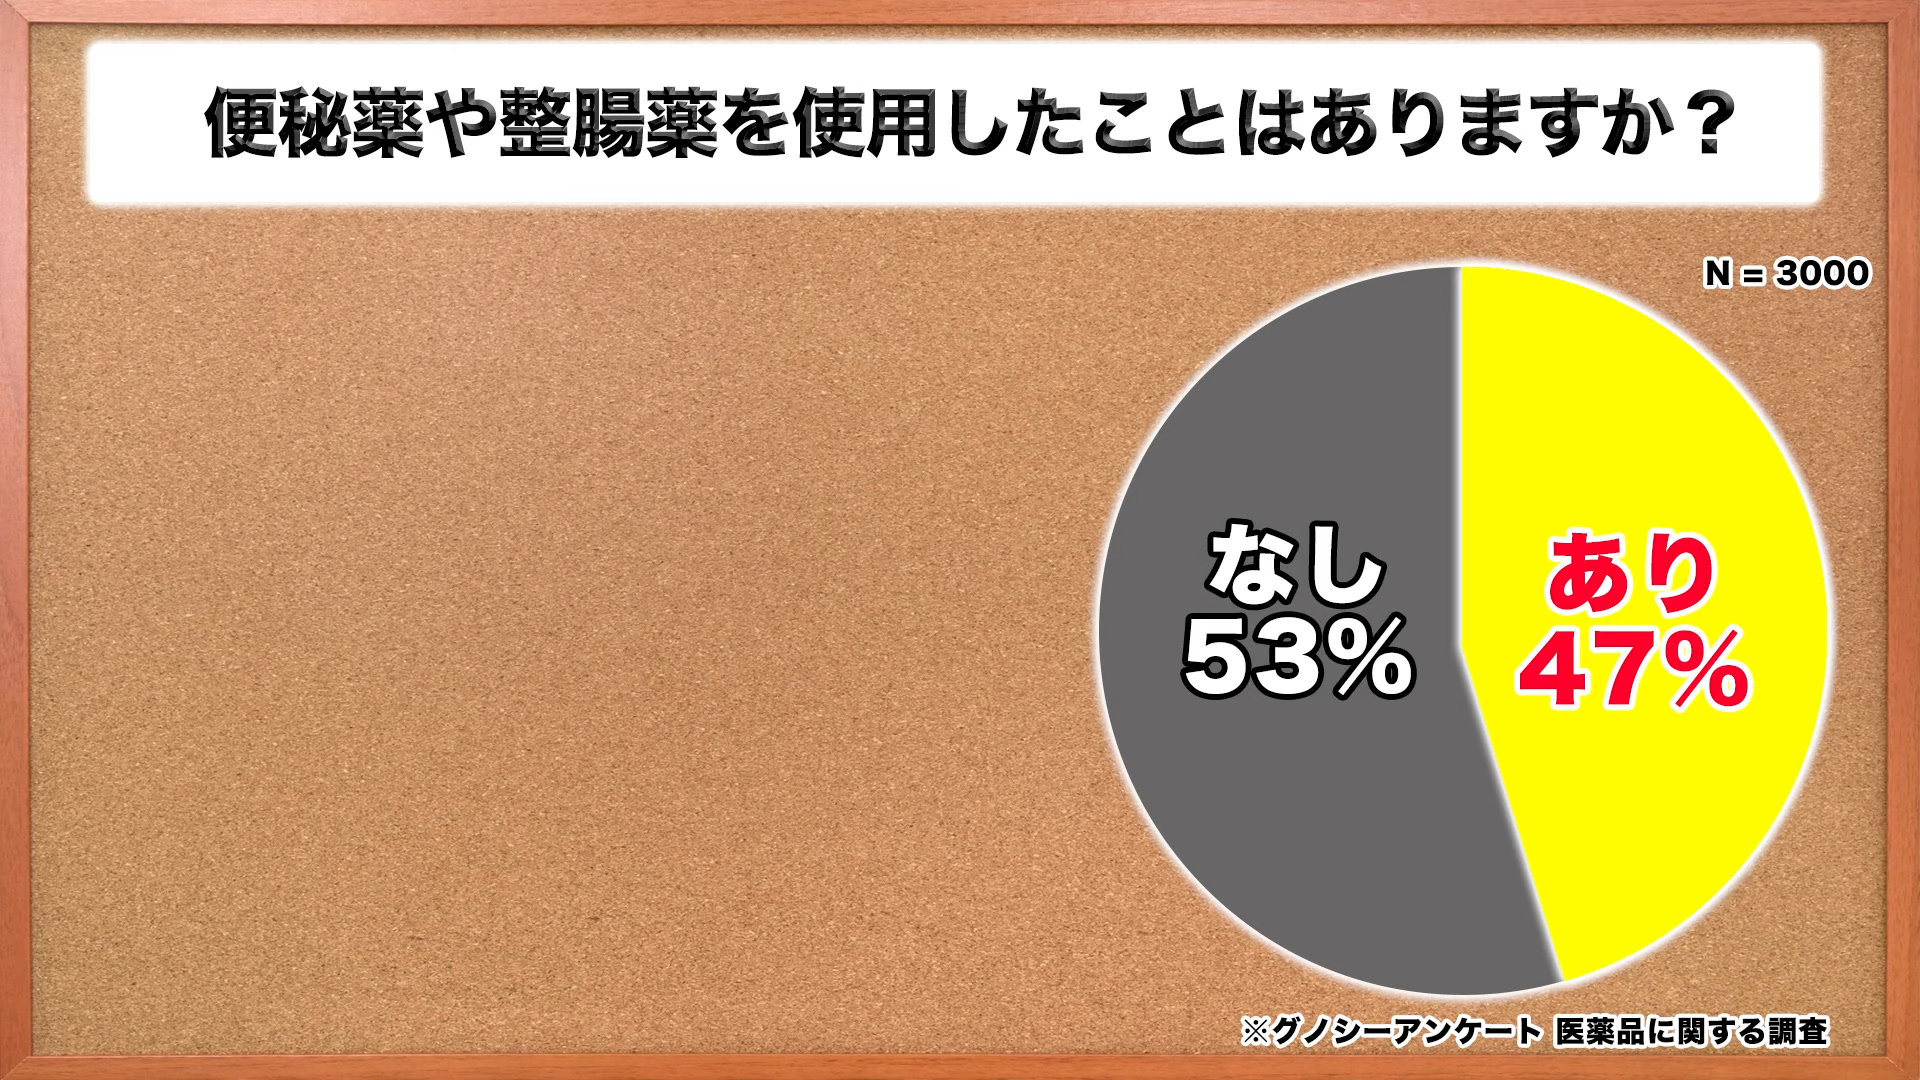 便秘薬や整腸薬を使用したことはありますか？
N = 3000
なし
53%
あり
47%
※グノシーアンケート 医薬品に関する調査